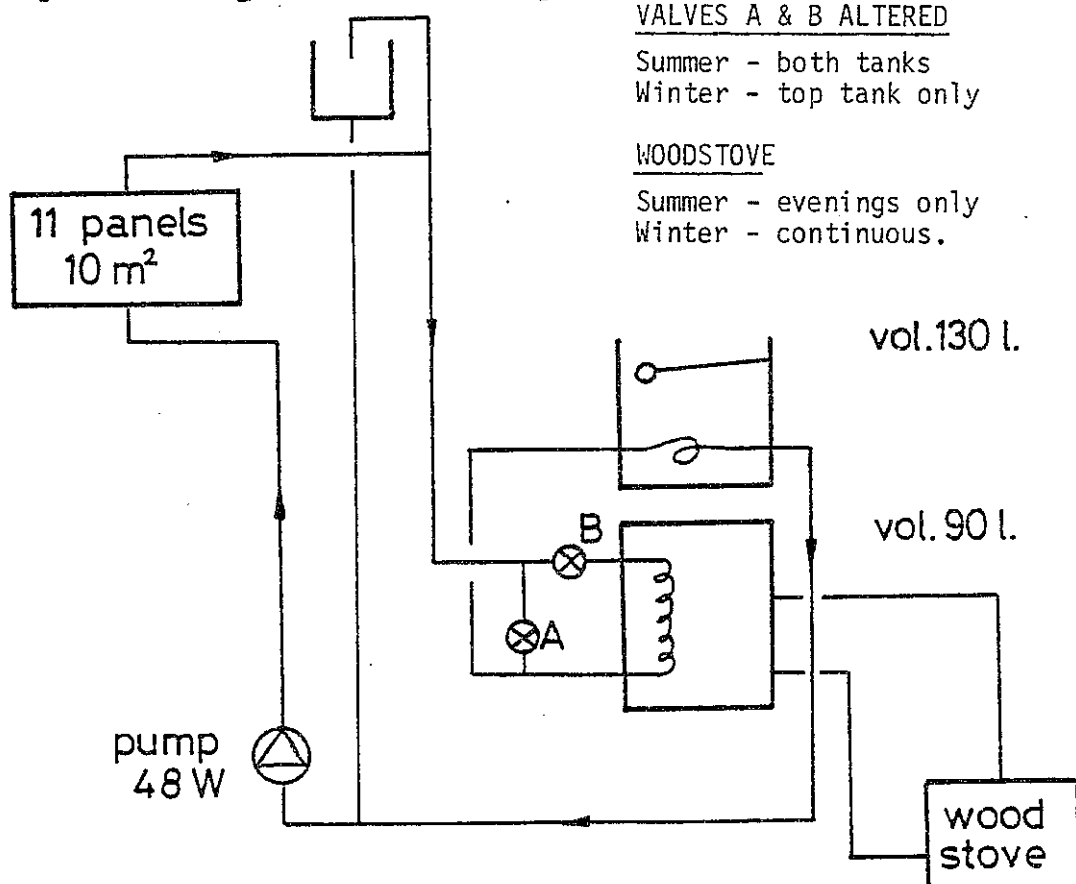 VALVES A & B ALTERED
Summer - both tanks
Winter - top tank only
WOODSTOVE
Summer - evenings only
Winter - continuous.
11 panels
10 m²
vol.130 l.
B
vol.90 l.
A
pump
48W
wood
stove